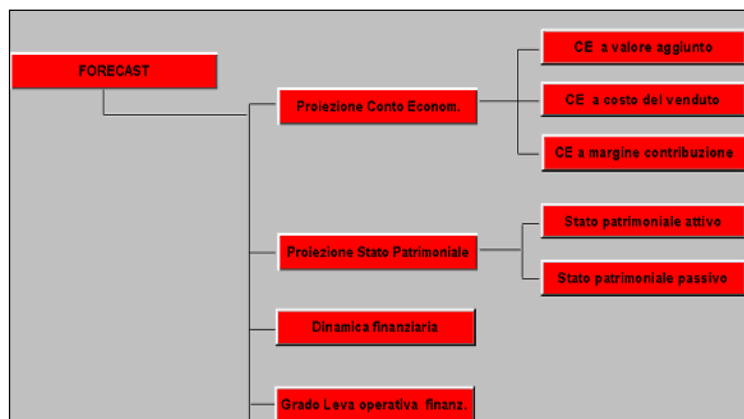 FORECAST
CE a valore aggiunto
Proiezione Conto Econom.
CE a costo del venduto
CE a margine contribuzione
Stato patrimoniale attivo
Proiezione Stato Patrimoniale
Stato patrimoniale passivo
Dinamica finanziaria
Grado Leva operativa finanz.